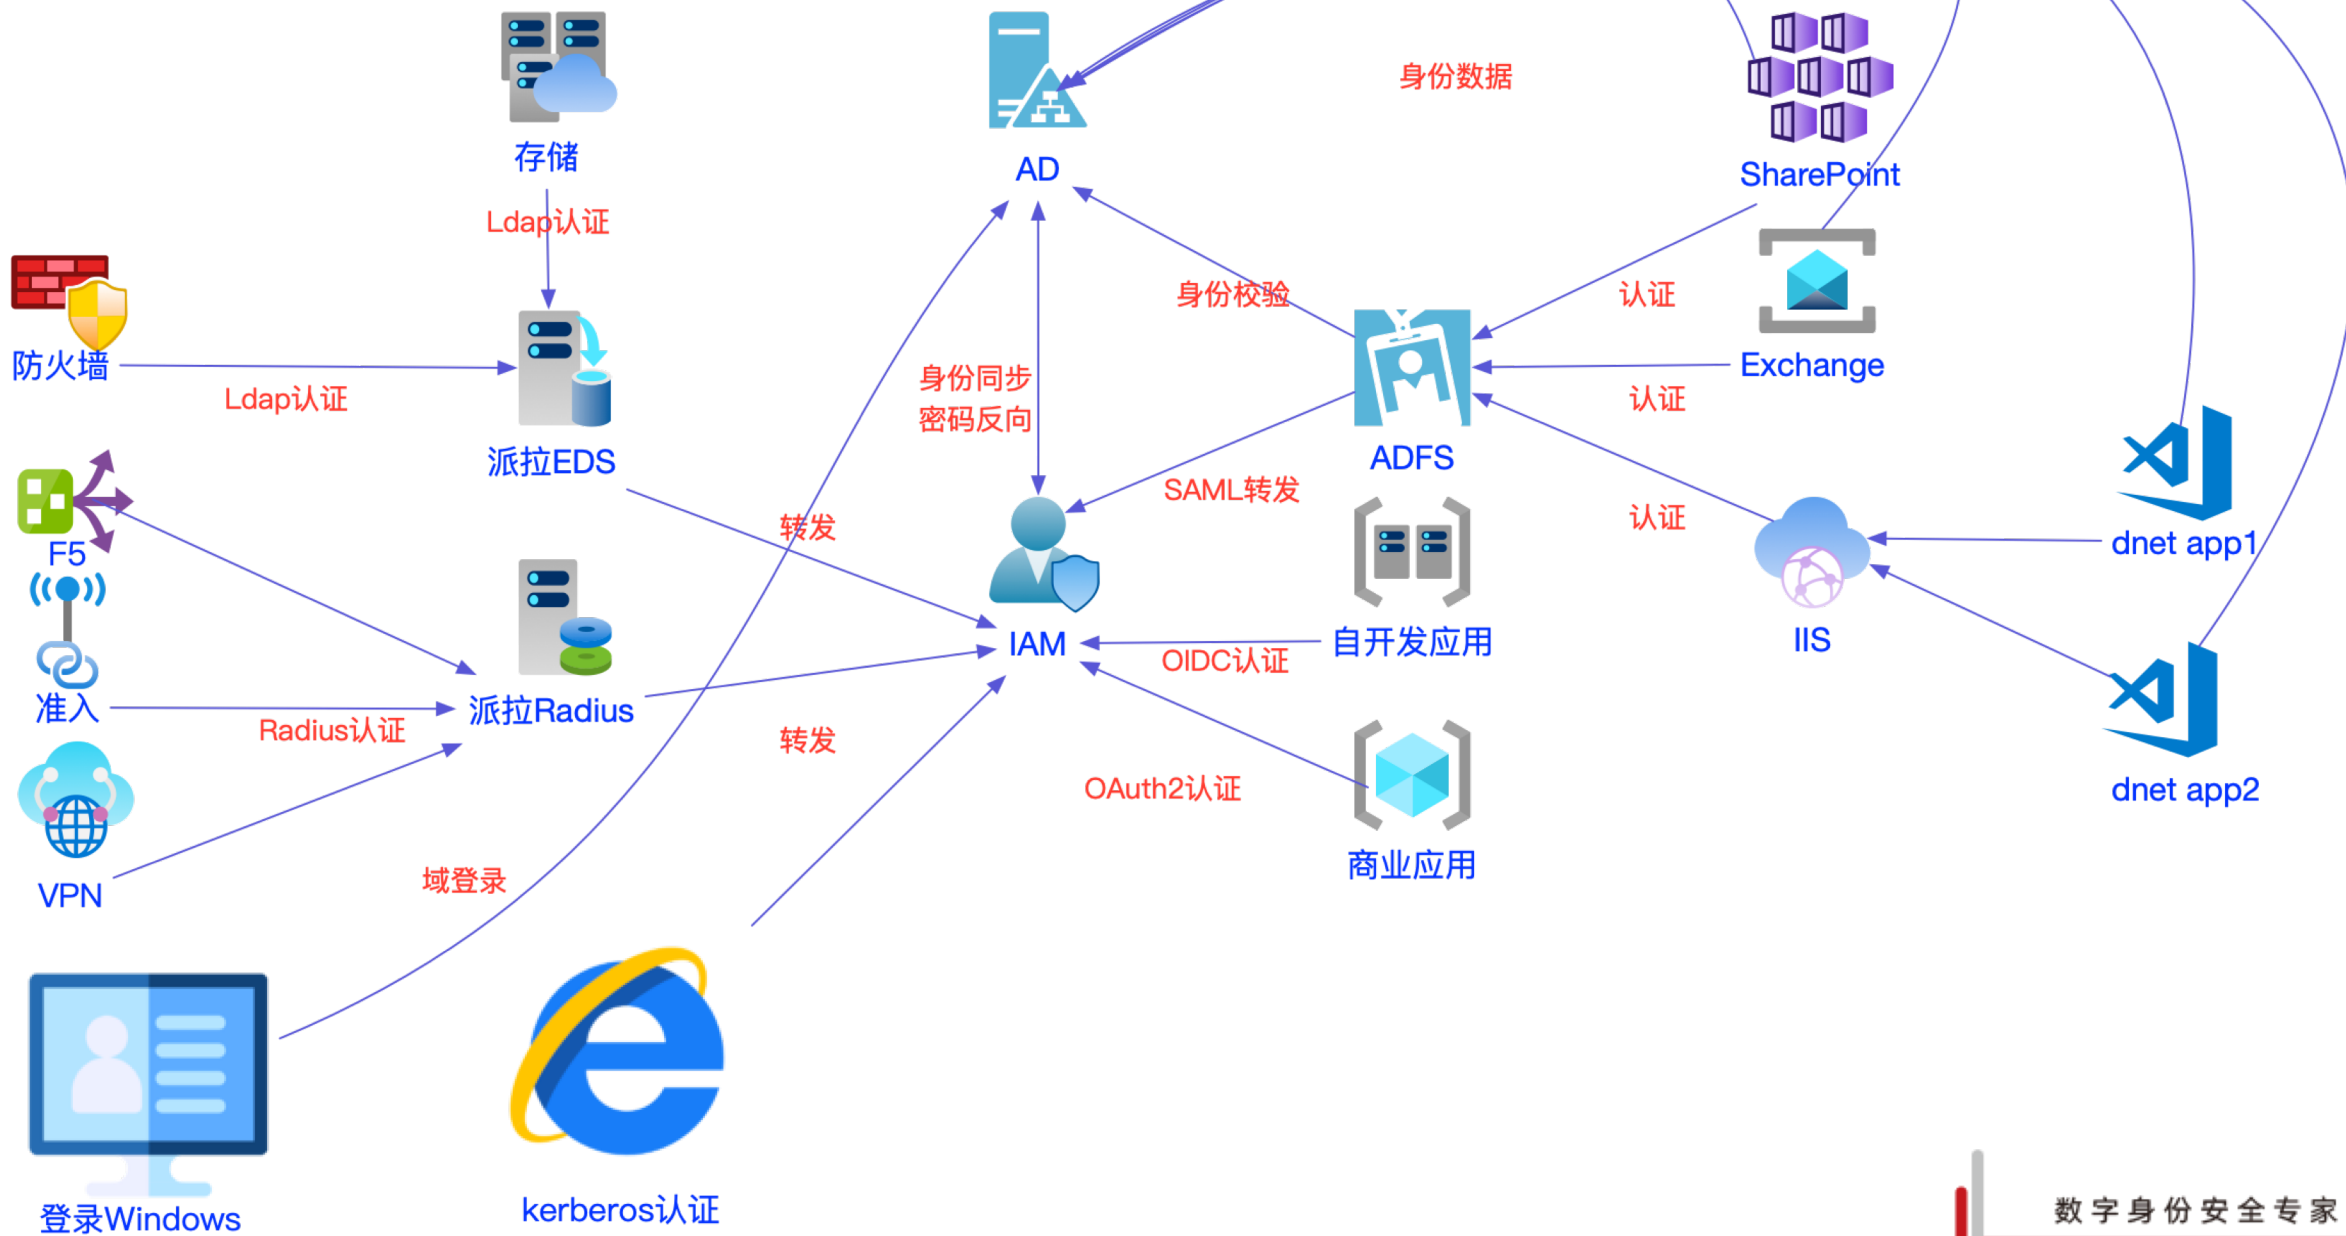 身份数据
存储
AD
SharePoint
Ldap认证
防火墙
Ldap认证
身份校验
认证
Exchange
认证
身份同步
密码反向
派拉EDS
ADFS
SAML转发
认证
转发
F5
dnet app1
IAM
自开发应用
IIS
OIDC认证
准入
Radius认证
派拉Radius
转发
OAuth2认证
dnet app2
商业应用
VPN
域登录
登录Windows
kerberos认证
数字身份安全专家